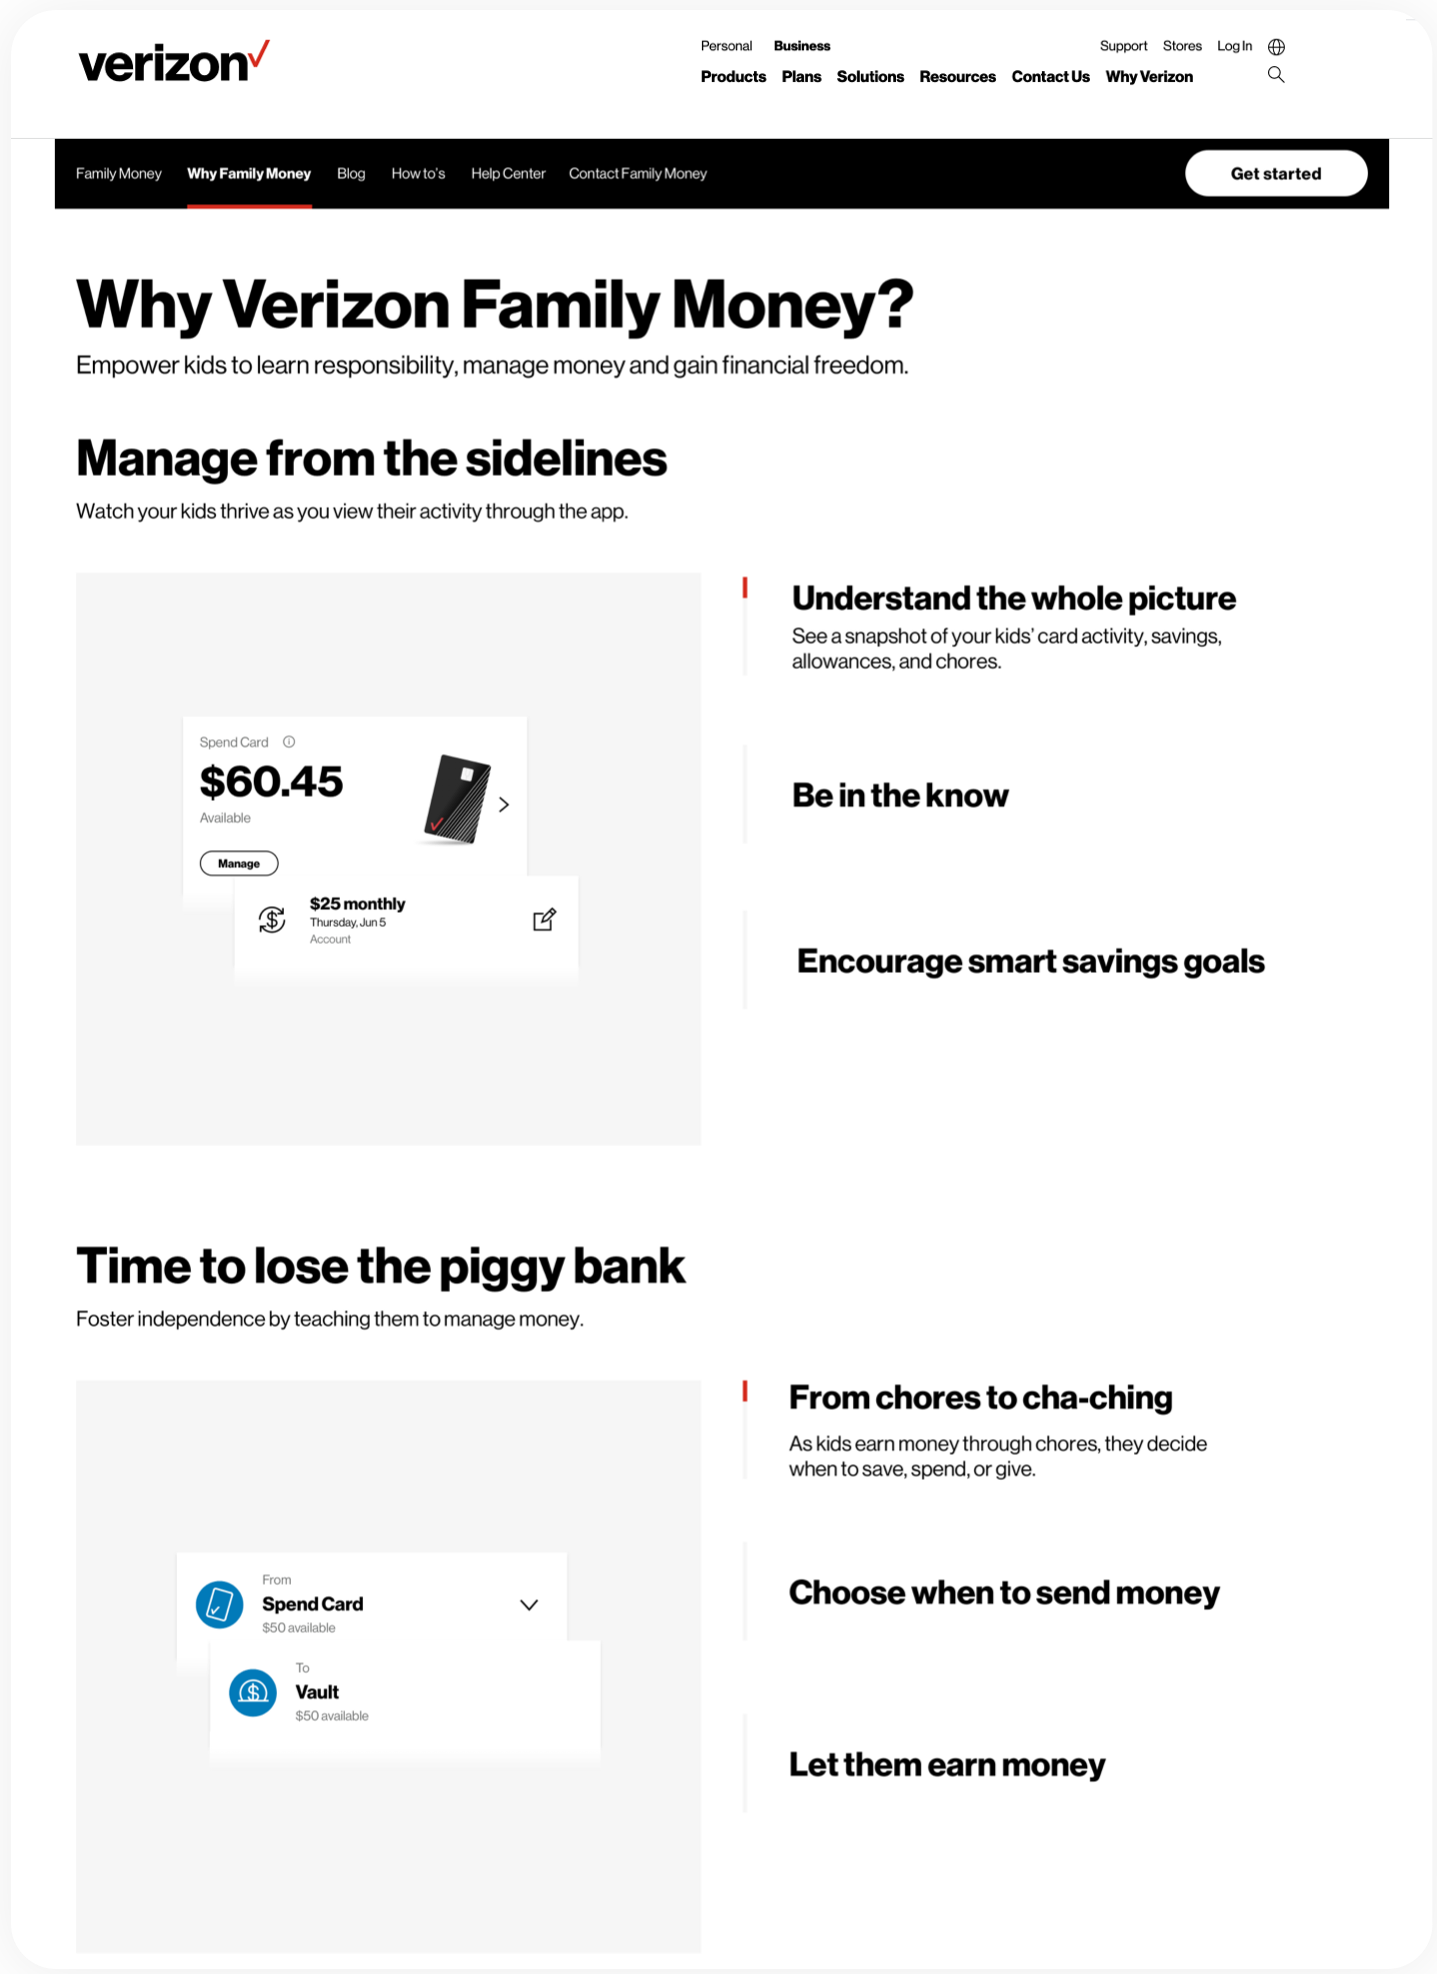 verizon
Personal Business
Support Stores Log In
Products Plans Solutions Resources Contact Us Why Verizon
Family Money Why Family Money Blog How to's Help Center Contact Family Money
Get started
Why Verizon Family Money?
Empower kids to learn responsibility, manage money and gain financial freedom.
Manage from the sidelines
Watch your kids thrive as you view their activity through the app.
Spend Card
$60.45
Available
Manage
$25 monthly
Thursday, Jun 5
Account
Understand the whole picture
See a snapshot of your kids’ card activity, savings,
allowances, and chores.
Be in the know
Encourage smart savings goals
Time to lose the piggy bank
Foster independence by teaching them to manage money.
From
Spend Card
$50 available
To
Vault
$50 available
From chores to cha-ching
As kids earn money through chores, they decide
when to save, spend, or give.
Choose when to send money
Let them earn money